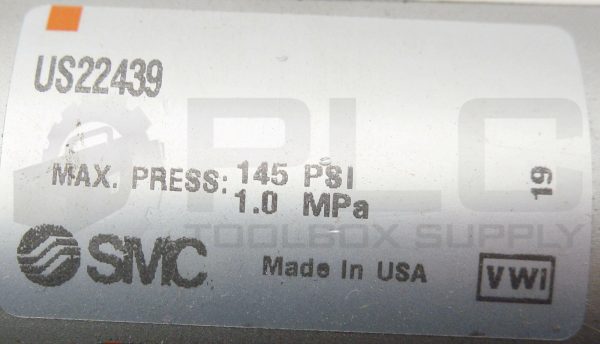 US22439
MAX. PRESS: 145 PSI
1.0 MPa
19
SMC
Made In USA
VWI
PLC
TOOLBOX SUPPLY